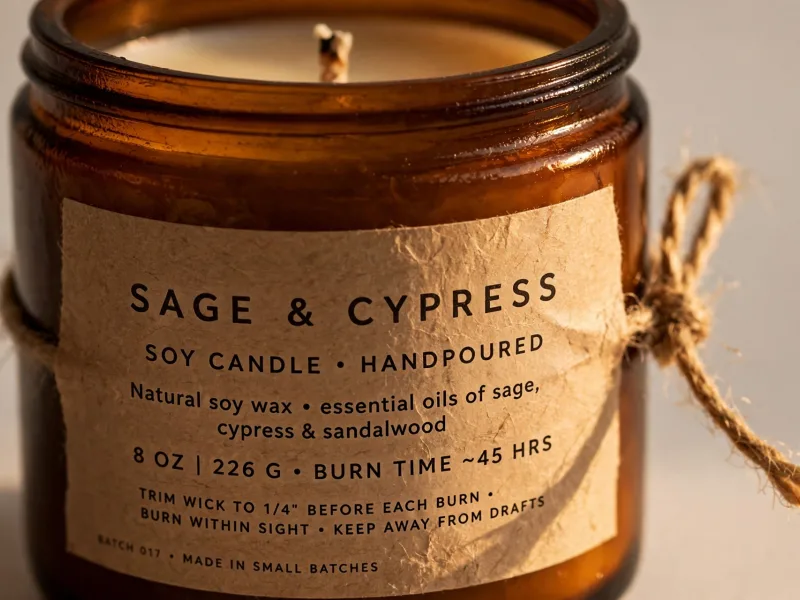 SAGE & CYPRESS
SOY CANDLE • HANDPOURED
Natural soy wax • essential oils of sage,
cypress & sandalwood
8 OZ | 226 G • BURN TIME ~45 HRS
TRIM WICK TO 1/4" BEFORE EACH BURN •
BURN WITHIN SIGHT • KEEP AWAY FROM DRAFTS
BATCH 017 • MADE IN SMALL BATCHES